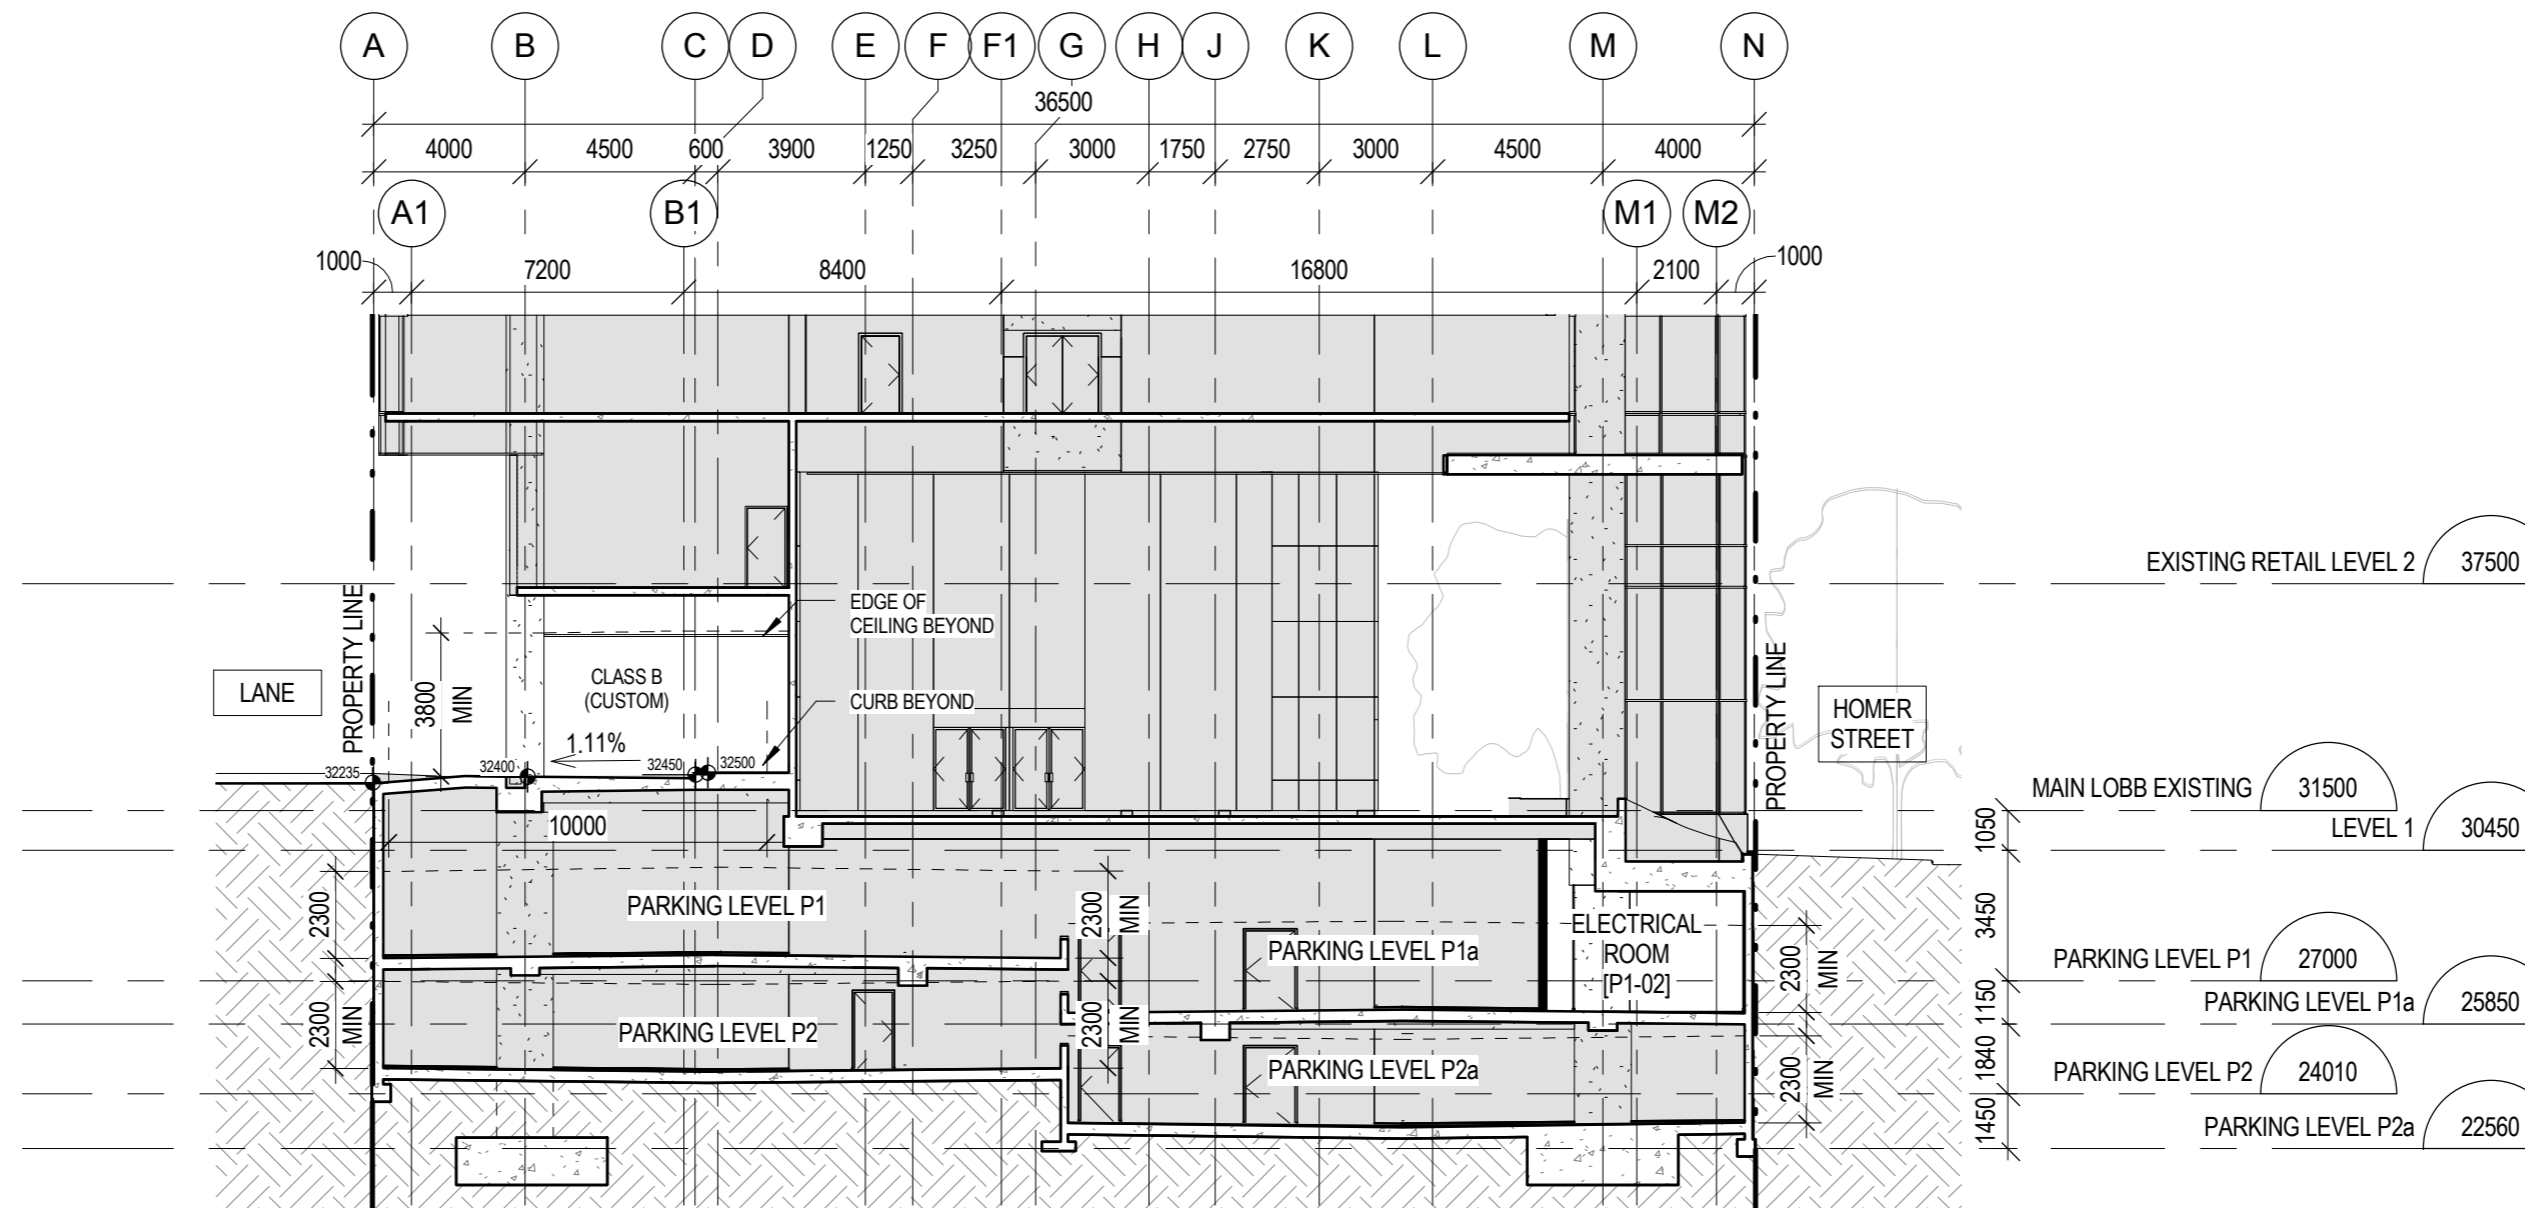 A B C D E F F1 G H J K L M N
36500
4000 4500 600 3900 1250 3250 3000 1750 2750 3000 4500 4000
A1 B1 M1 M2
1000 7200 8400 16800 2100 1000
EXISTING RETAIL LEVEL 2 37500
EDGE OF
CEILING BEYOND
PROPERTY LINE
PROPERTY LINE
LANE
3800
MIN
CLASS B
(CUSTOM)
CURB BEYOND
1.11%
HOMER
STREET
32235 32400 32450 32500
MAIN LOBB EXISTING 31500
10000
LEVEL 1 30450
1050
2300
PARKING LEVEL P1
2300
MIN
PARKING LEVEL P1a
ELECTRICAL
ROOM
[P1-02]
2300
MIN
3450
PARKING LEVEL P1 27000
PARKING LEVEL P1a 25850
1150
2300
MIN
PARKING LEVEL P2
2300
MIN
PARKING LEVEL P2a
2300
MIN
1840
PARKING LEVEL P2 24010
PARKING LEVEL P2a 22560
1450